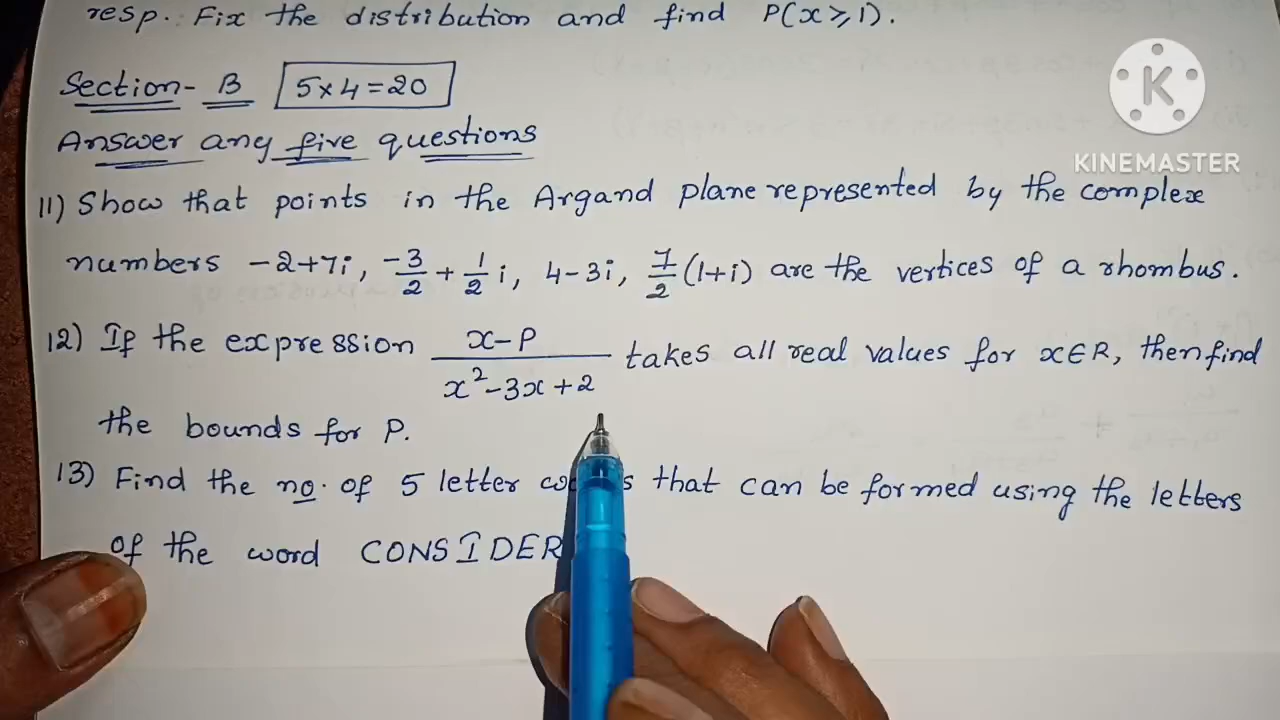 resp. Fix the distribution and find P(x≥1).
Section - B 5×4=20
Answer any five questions
11) Show that points in the Argand plane represented by the complex
numbers -2+7i, -3/2 + 1/2 i, 4-3i, 7/2 (1+i) are the vertices of a rhombus.
12) If the expression x-P / x²-3x+2 takes all real values for x∈R, then find
the bounds for P.
13) Find the no. of 5 letter that can be formed using the letters
of the word CONSIDER
K
KINEMASTER